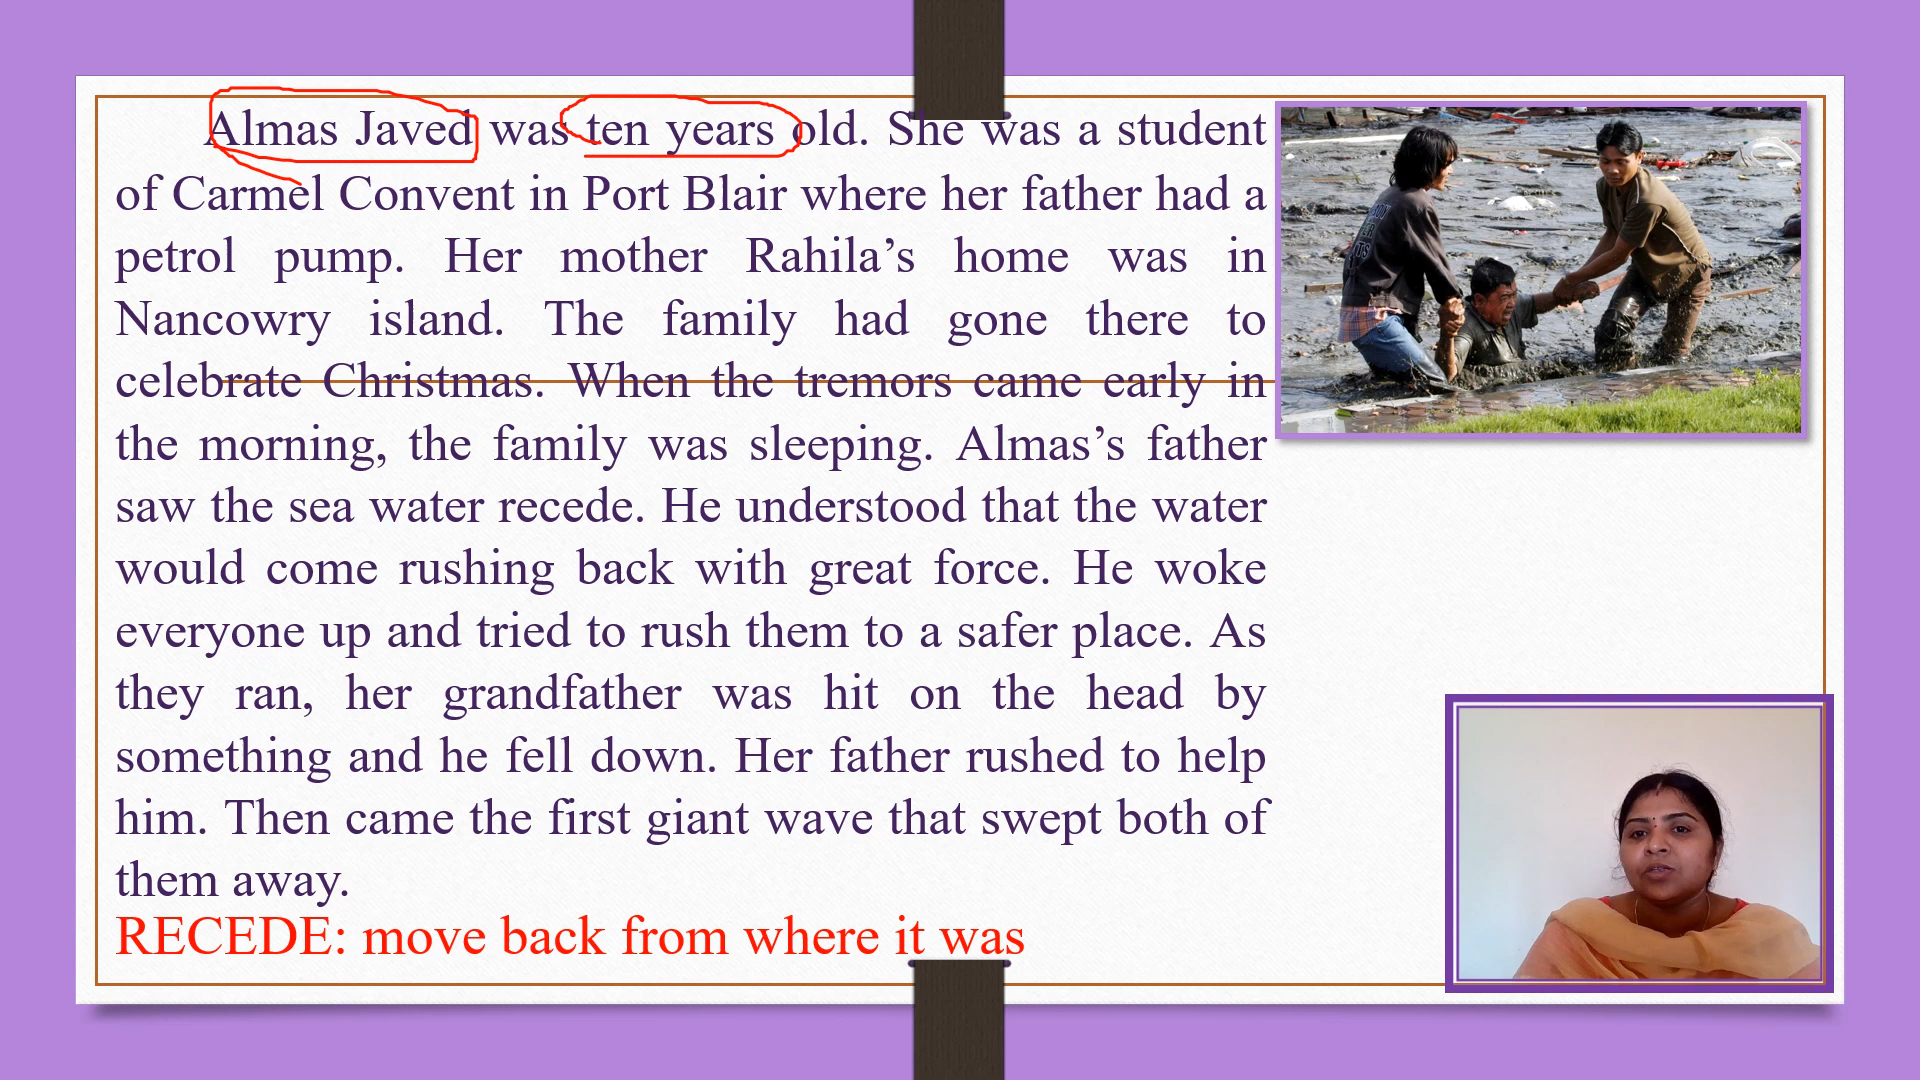 Almas Javed was ten years old. She was a student
of Carmel Convent in Port Blair where her father had a
petrol pump. Her mother Rahila’s home was in
Nancowry island. The family had gone there to
celebrate Christmas. When the tremors came early in
the morning, the family was sleeping. Almas’s father
saw the sea water recede. He understood that the water
would come rushing back with great force. He woke
everyone up and tried to rush them to a safer place. As
they ran, her grandfather was hit on the head by
something and he fell down. Her father rushed to help
him. Then came the first giant wave that swept both of
them away.
RECEDE: move back from where it was